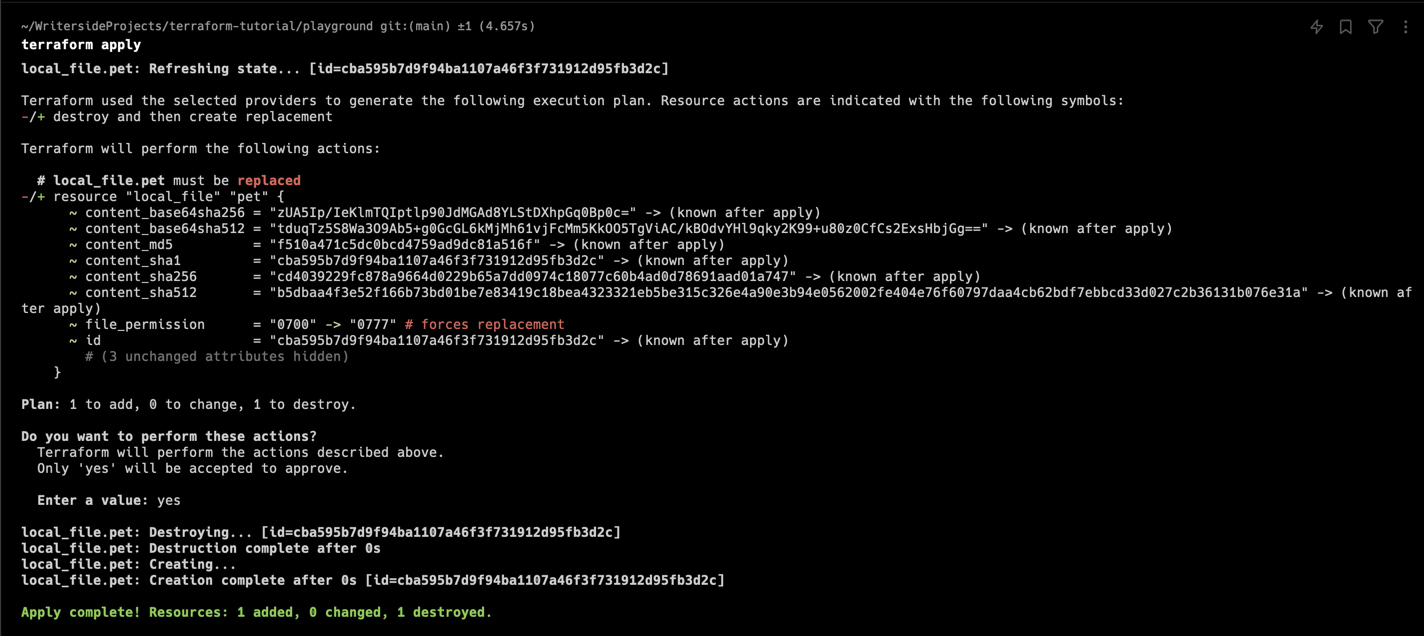 ~/WritersideProjects/terraform-tutorial/playground git:(main) ±1 (4.657s)
terraform apply
local_file.pet: Refreshing state... [id=cba595b7d9f94ba1107a46f3f731912d95fb3d2c]
Terraform used the selected providers to generate the following execution plan. Resource actions are indicated with the following symbols:
-/+ destroy and then create replacement
Terraform will perform the following actions:
# local_file.pet must be replaced
-/+ resource "local_file" "pet" {
~ content_base64sha256 = "zUA5Ip/IeKlmTQIptlp90JdMGAd8YLStDXhpGq0Bp0c=" -> (known after apply)
~ content_base64sha512 = "tduqTz5S8Wa3O9Ab5+g0GcGL6kMjMh61vjFcMm5KkOO5TgViAC/kBOdvYHl9qky2K99+u80z0CfCs2ExsHbjGg==" -> (known after apply)
~ content_md5 = "f510a471c5dc0bcd4759ad9dc81a516f" -> (known after apply)
~ content_sha1 = "cba595b7d9f94ba1107a46f3f731912d95fb3d2c" -> (known after apply)
~ content_sha256 = "cd4039229fc878a9664d0229b65a7dd0974c18077c60b4ad0d78691aad01a747" -> (known after apply)
~ content_sha512 = "b5dbaa4f3e52f166b73bd01be7e83419c18bea4323321eb5be315c326e4a90e3b94e0562002fe404e76f60797daa4cb62bdf7ebbcd33d027c2b36131b076e31a" -> (known af
ter apply)
~ file_permission = "0700" -> "0777" # forces replacement
~ id = "cba595b7d9f94ba1107a46f3f731912d95fb3d2c" -> (known after apply)
# (3 unchanged attributes hidden)
}
Plan: 1 to add, 0 to change, 1 to destroy.
Do you want to perform these actions?
Terraform will perform the actions described above.
Only 'yes' will be accepted to approve.
Enter a value: yes
local_file.pet: Destroying... [id=cba595b7d9f94ba1107a46f3f731912d95fb3d2c]
local_file.pet: Destruction complete after 0s
local_file.pet: Creating...
local_file.pet: Creation complete after 0s [id=cba595b7d9f94ba1107a46f3f731912d95fb3d2c]
Apply complete! Resources: 1 added, 0 changed, 1 destroyed.